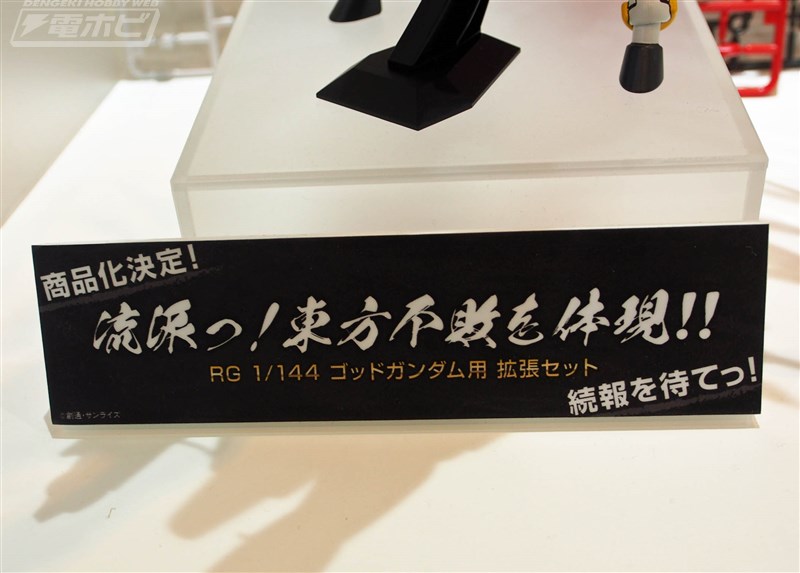 DENGEKI HOBBY WEB
電ホビ
商品化決定！
流派っ！東方不敗を体現!!
RG 1/144 ゴッドガンダム用 拡張セット
続報を待てっ！
©創通・サンライズ